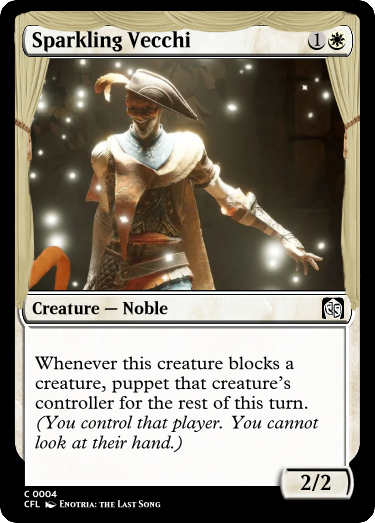 Sparkling Vecchi 1
Creature — Noble
Whenever this creature blocks a
creature, puppet that creature's
controller for the rest of this turn.
(You control that player. You cannot
look at their hand.)
2/2
C 0004
CFL Enotria: the Last Song